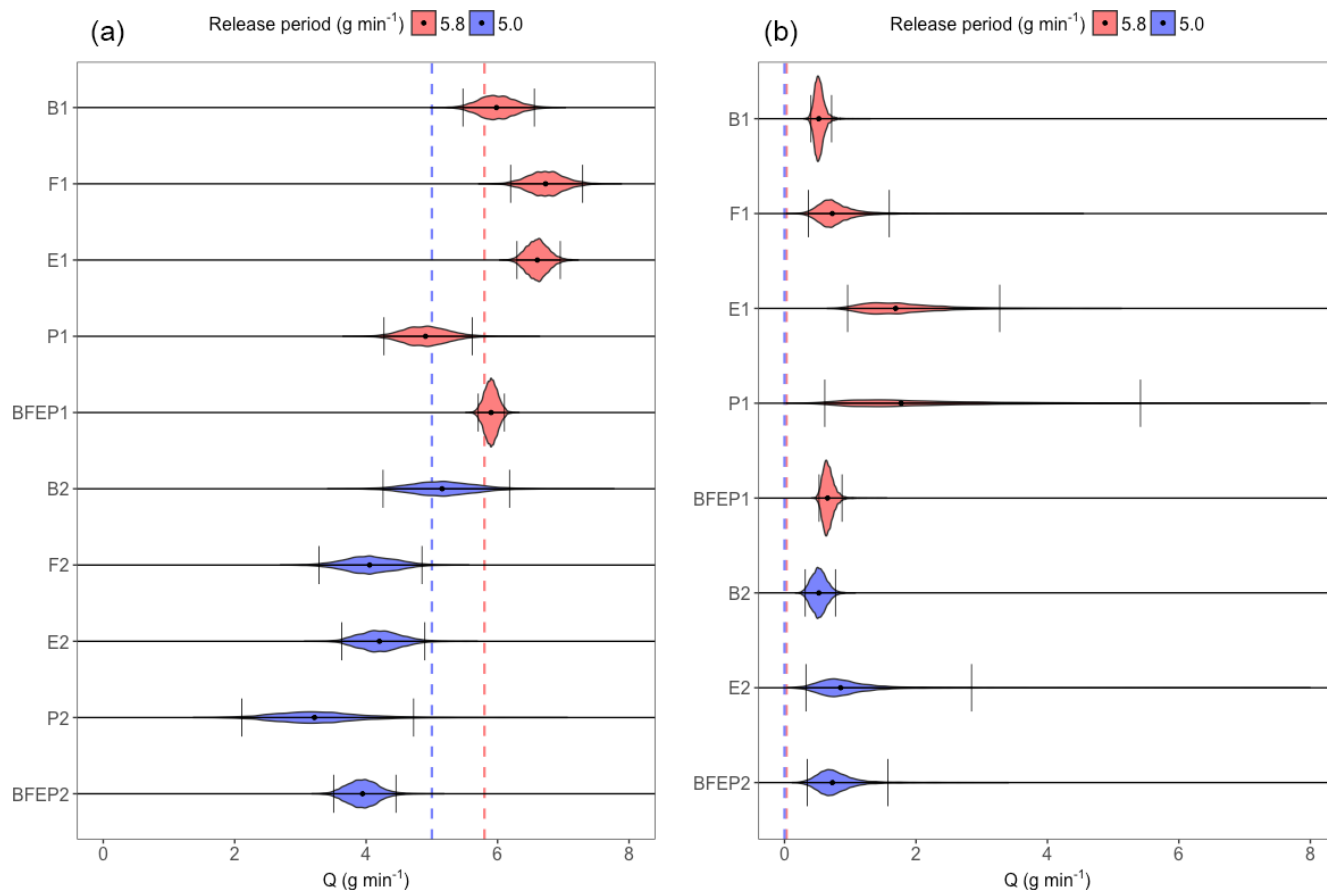 (a) Release period (g min⁻¹) 5.8 5.0
B1
F1
E1
P1
BFEP1
B2
F2
E2
P2
BFEP2
0 2 4 6 8
Q (g min⁻¹)
(b) Release period (g min⁻¹) 5.8 5.0
B1
F1
E1
P1
BFEP1
B2
E2
BFEP2
0 2 4 6 8
Q (g min⁻¹)